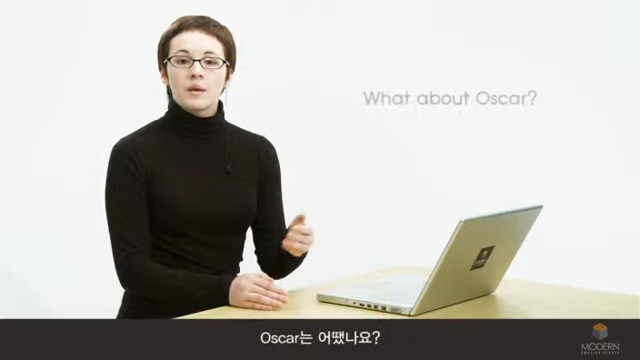 What about Oscar?
Oscar는 어땠나요?
MODERN
ENGLISH STUDIO